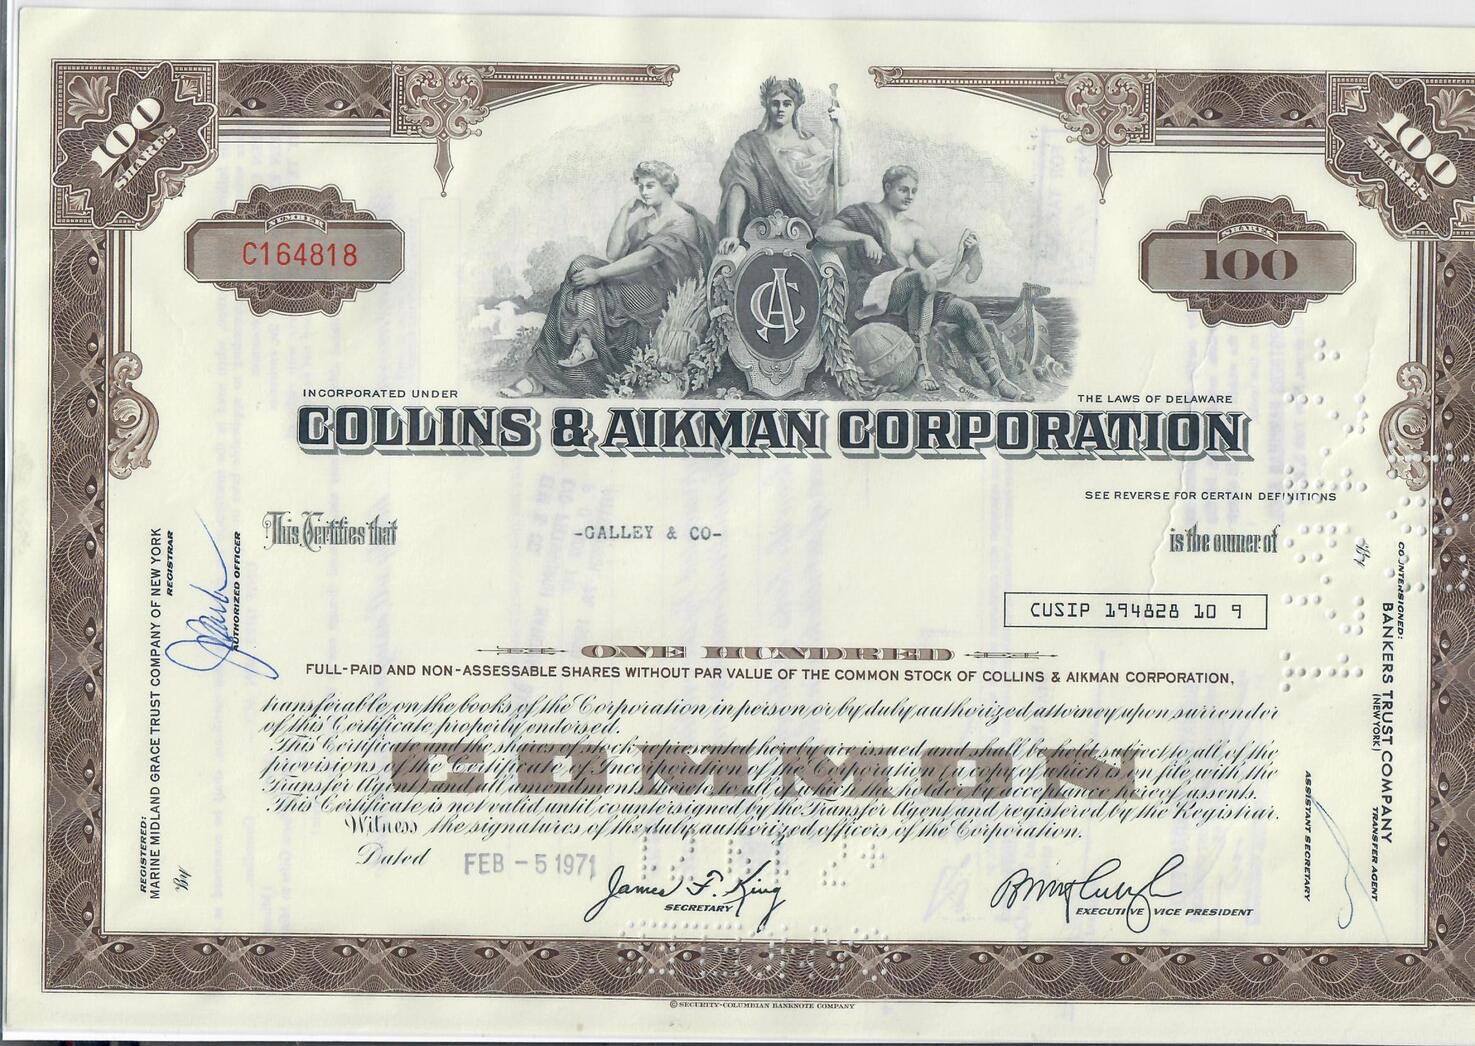 100
SHARES
100
SHARES
NUMBER
C164818
SHARES
100
CA
INCORPORATED UNDER
THE LAWS OF DELAWARE
COLLINS & AIKMAN CORPORATION
SEE REVERSE FOR CERTAIN DEFINITIONS
This Certifies that
-GALLEY & CO-
is the owner of
CUSIP 194828 10 9
ONE HUNDRED
FULL-PAID AND NON-ASSESSABLE SHARES WITHOUT PAR VALUE OF THE COMMON STOCK OF COLLINS & AIKMAN CORPORATION,
transferable on the books of the Corporation in person or by duly authorized attorney upon surrender
of this Certificate properly endorsed.
This Certificate and the shares of stock represented hereby are issued and shall be held subject to all of the
provisions of the Certificate of Incorporation of the Corporation (a copy of which is on file with the
Transfer Agent) and all amendments thereto, to all of which the holder by acceptance hereof assents.
This Certificate is not valid until countersigned by the Transfer Agent and registered by the Registrar.
COMMON
Witness the signatures of the duly authorized officers of the Corporation.
Dated
FEB - 5 1971
James F. King
SECRETARY
EXECUTIVE VICE PRESIDENT
REGISTERED:
MARINE MIDLAND GRACE TRUST COMPANY OF NEW YORK
REGISTRAR
By
AUTHORIZED OFFICER
COUNTERSIGNED:
BANKERS TRUST COMPANY
(NEW YORK)
TRANSFER AGENT
By
ASSISTANT SECRETARY
© SECURITY-COLUMBIAN BANKNOTE COMPANY